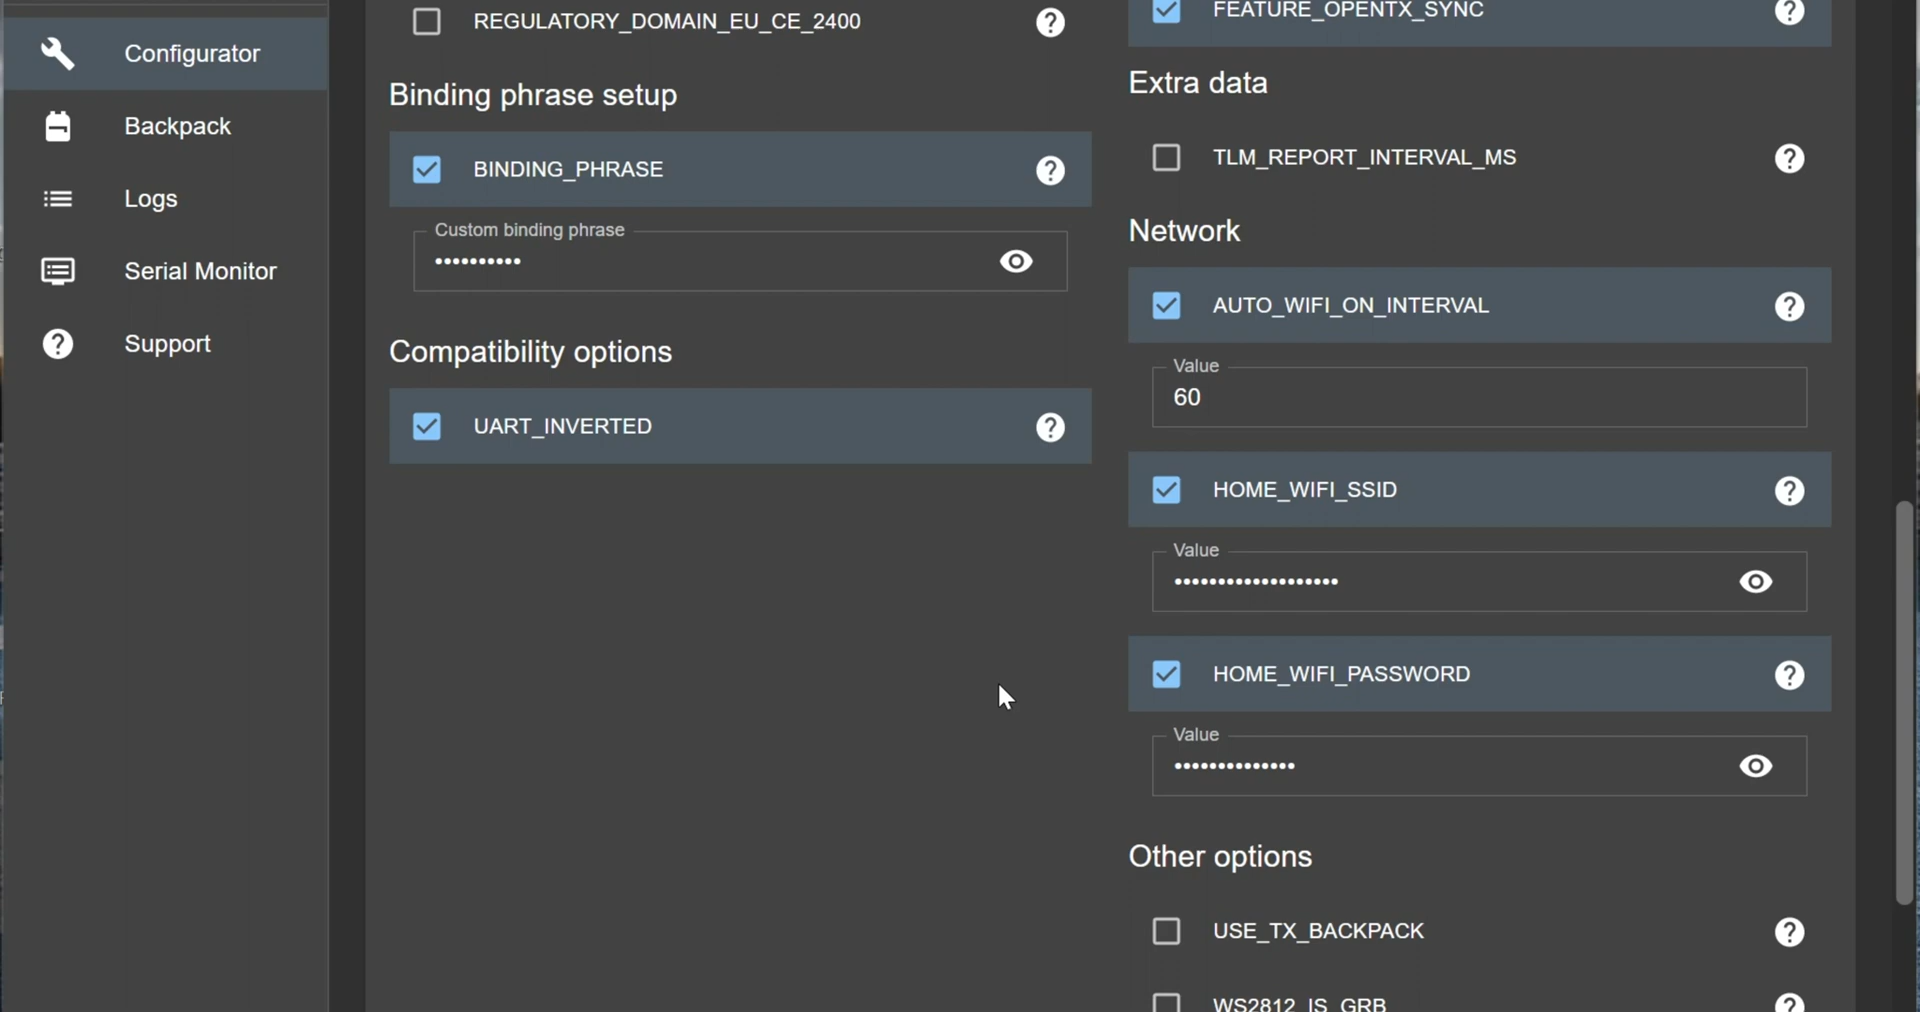 Configurator
Backpack
Logs
Serial Monitor
Support
REGULATORY_DOMAIN_EU_CE_2400
Binding phrase setup
BINDING_PHRASE
Custom binding phrase
••••••••••
Compatibility options
UART_INVERTED
FEATURE_OPENTX_SYNC
Extra data
TLM_REPORT_INTERVAL_MS
Network
AUTO_WIFI_ON_INTERVAL
Value
60
HOME_WIFI_SSID
Value
•••••••••••••••••••
HOME_WIFI_PASSWORD
Value
••••••••••••••
Other options
USE_TX_BACKPACK
WS2812_IS_GRB